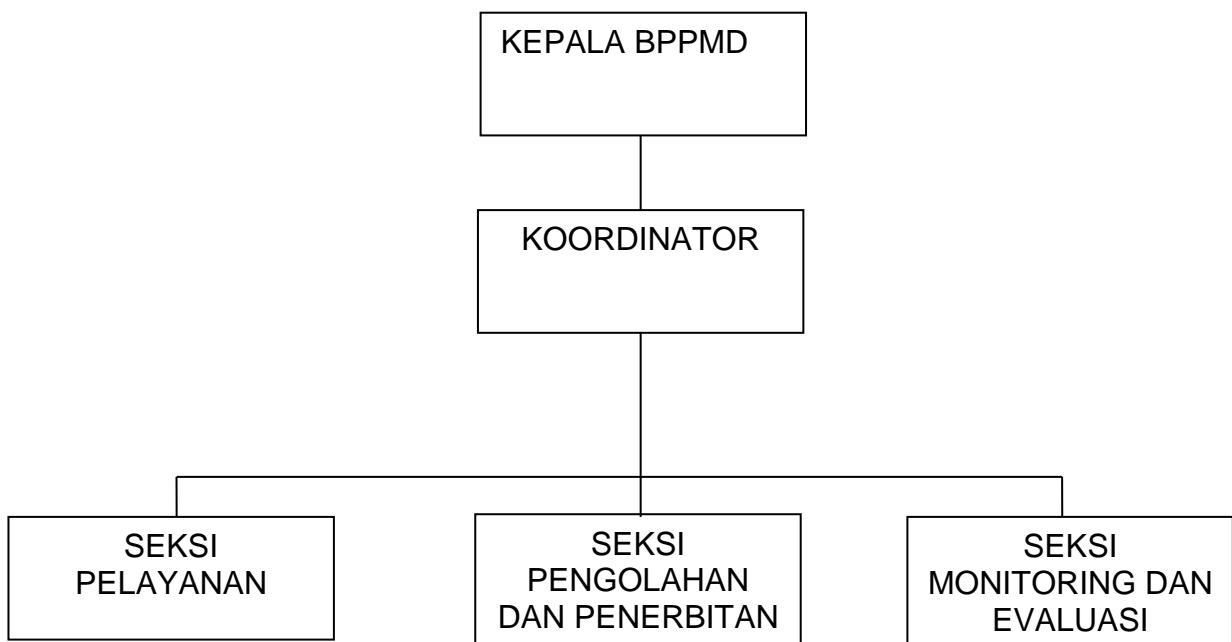 KEPALA BPPMD
KOORDINATOR
SEKSI
PELAYANAN
SEKSI
PENGOLAHAN
DAN PENERBITAN
SEKSI
MONITORING DAN
EVALUASI